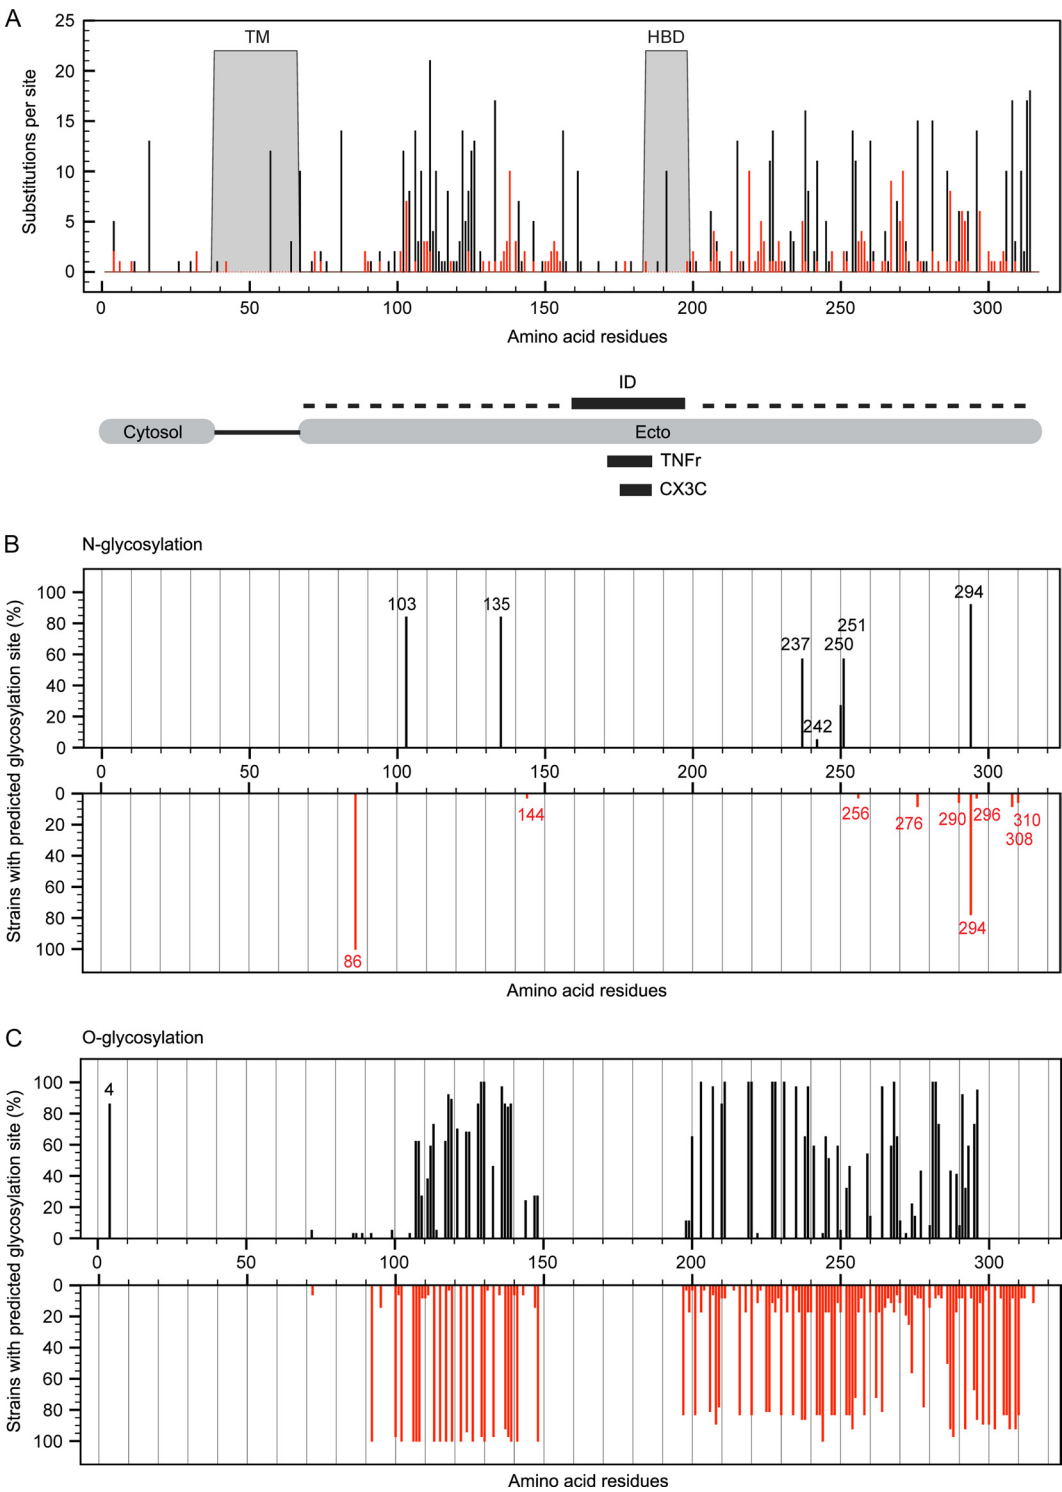 A
TM
HBD
Substitutions per site
25
20
15
10
5
0
0 50 100 150 200 250 300
Amino acid residues
ID
Cytosol
Ecto
TNFr
CX3C
B
N-glycosylation
Strains with predicted glycosylation site (%)
100
80
60
40
20
0
103 135 237 242 250 251 294
0 50 100 150 200 250 300
0
20
40
60
80
100
86 144 256 276 290 294 296 308 310
Amino acid residues
C
O-glycosylation
Strains with predicted glycosylation site (%)
100
80
60
40
20
0
4
0 50 100 150 200 250 300
0
20
40
60
80
100
Amino acid residues